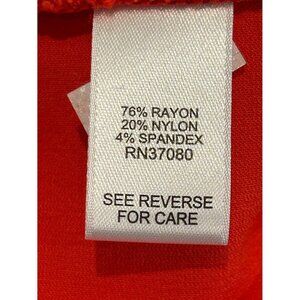 76% RAYON
20% NYLON
4% SPANDEX
RN37080
SEE REVERSE
FOR CARE